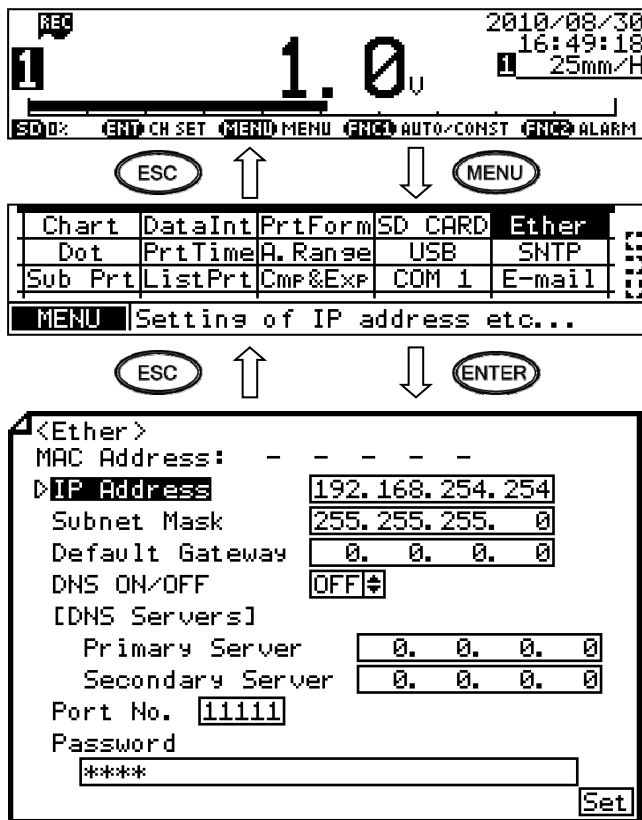 REC
2010/08/30
16:49:18
1 1.0V 1 25mm/H
SD 0% ENT CH SET MENU MENU FNC1 AUTO/CONST FNC2 ALARM
ESC MENU
Chart DataInt PrtForm SD CARD Ether
Dot PrtTime A.Range USB SNTP
Sub Prt ListPrt Cmp&Exp COM 1 E-mail
MENU Setting of IP address etc...
ESC ENTER
<Ether>
MAC Address: - - - - -
IP Address 192.168.254.254
Subnet Mask 255.255.255. 0
Default Gateway 0. 0. 0. 0
DNS ON/OFF OFF
[DNS Servers]
Primary Server 0. 0. 0. 0
Secondary Server 0. 0. 0. 0
Port No. 11111
Password
****
Set